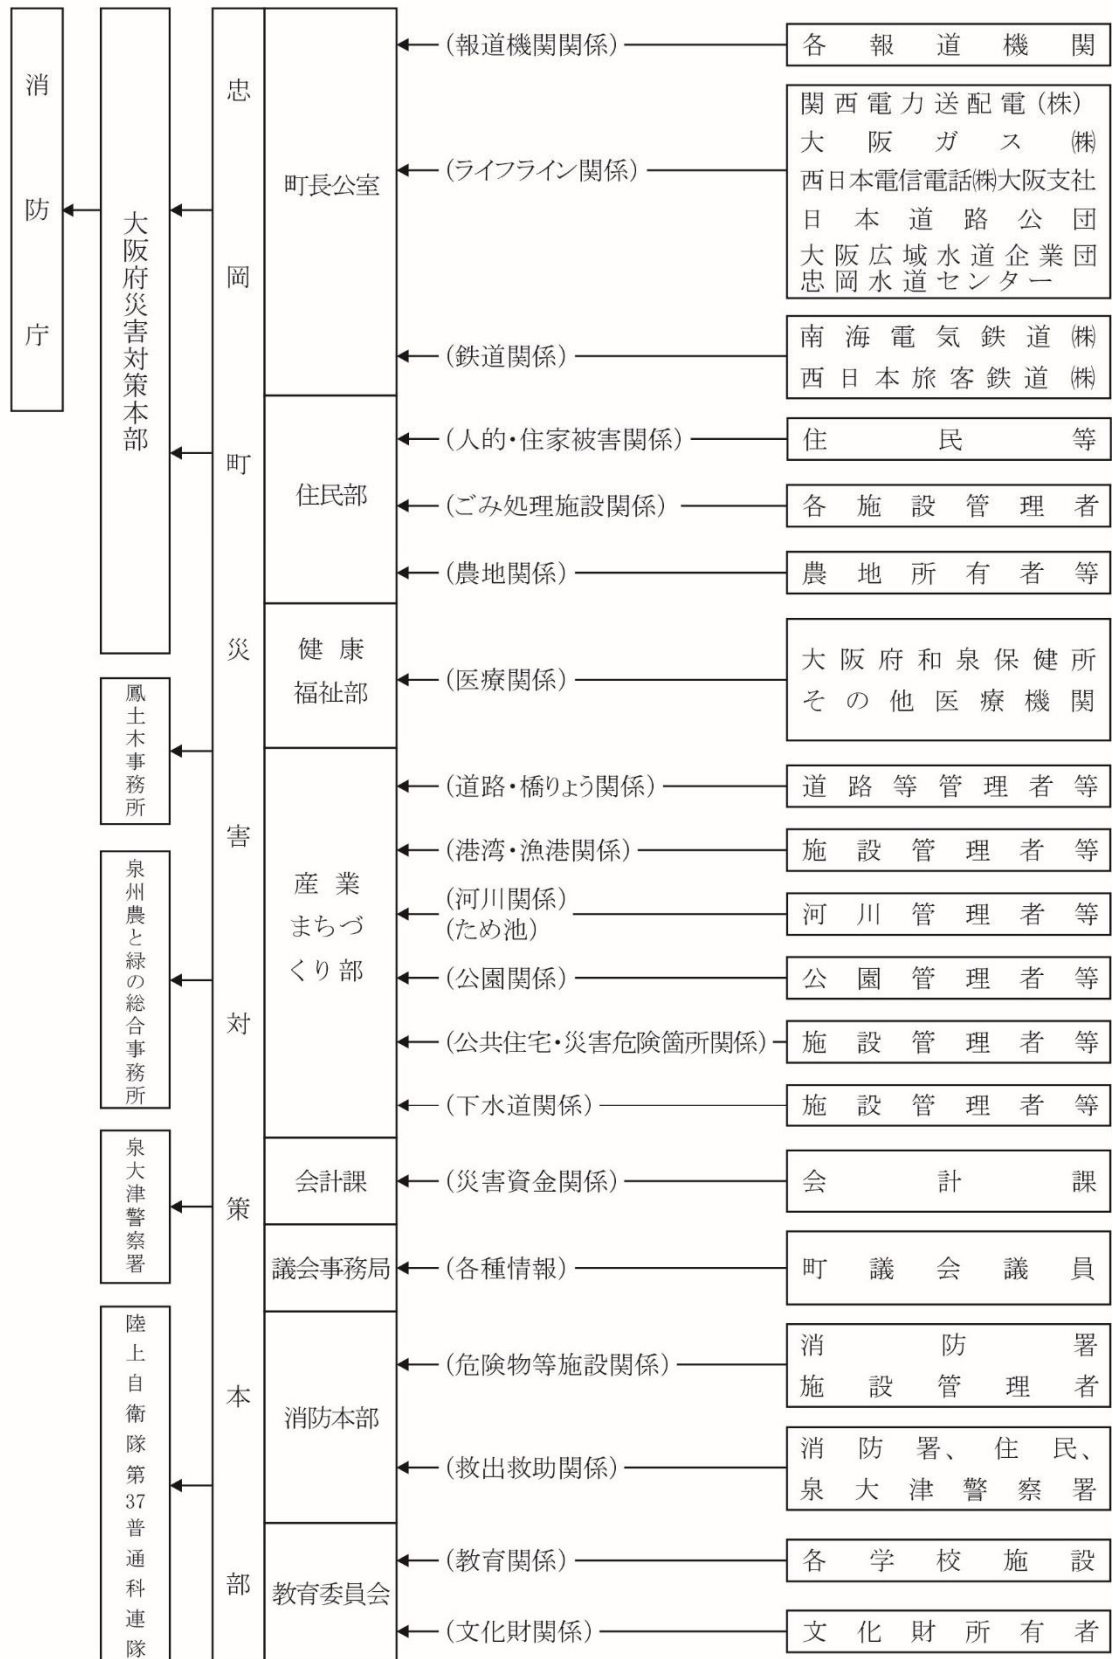 消防庁
大阪府災害対策本部
鳳土木事務所
泉州農と緑の総合事務所
泉大津警察署
陸上自衛隊第37普通科連隊
忠岡町災害対策本部
町長公室
(報道機関関係)
各報道機関
(ライフライン関係)
関西電力送配電(株)
大阪ガス㈱
西日本電信電話㈱大阪支社
日本道路公団
大阪広域水道企業団
忠岡水道センター
(鉄道関係)
南海電気鉄道㈱
西日本旅客鉄道㈱
住民部
(人的・住家被害関係)
住民等
(ごみ処理施設関係)
各施設管理者
(農地関係)
農地所有者等
健康
福祉部
(医療関係)
大阪府和泉保健所
その他医療機関
産業
まちづ
くり部
(道路・橋りょう関係)
道路等管理者等
(港湾・漁港関係)
施設管理者等
(河川関係)
(ため池)
河川管理者等
(公園関係)
公園管理者等
(公共住宅・災害危険箇所関係)
施設管理者等
(下水道関係)
施設管理者等
会計課
(災害資金関係)
会計課
議会事務局
(各種情報)
町議会議員
消防本部
(危険物等施設関係)
消防署
施設管理者
(救出救助関係)
消防署、住民、
泉大津警察署
教育委員会
(教育関係)
各学校施設
(文化財関係)
文化財所有者